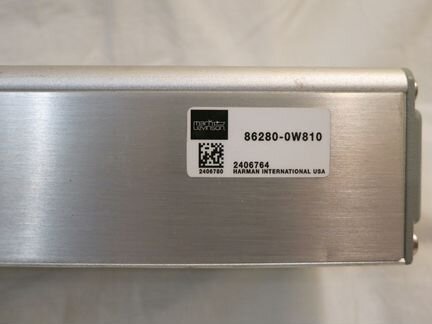 mark
levinson
86280-0W810
2406780
2406764
HARMAN INTERNATIONAL USA